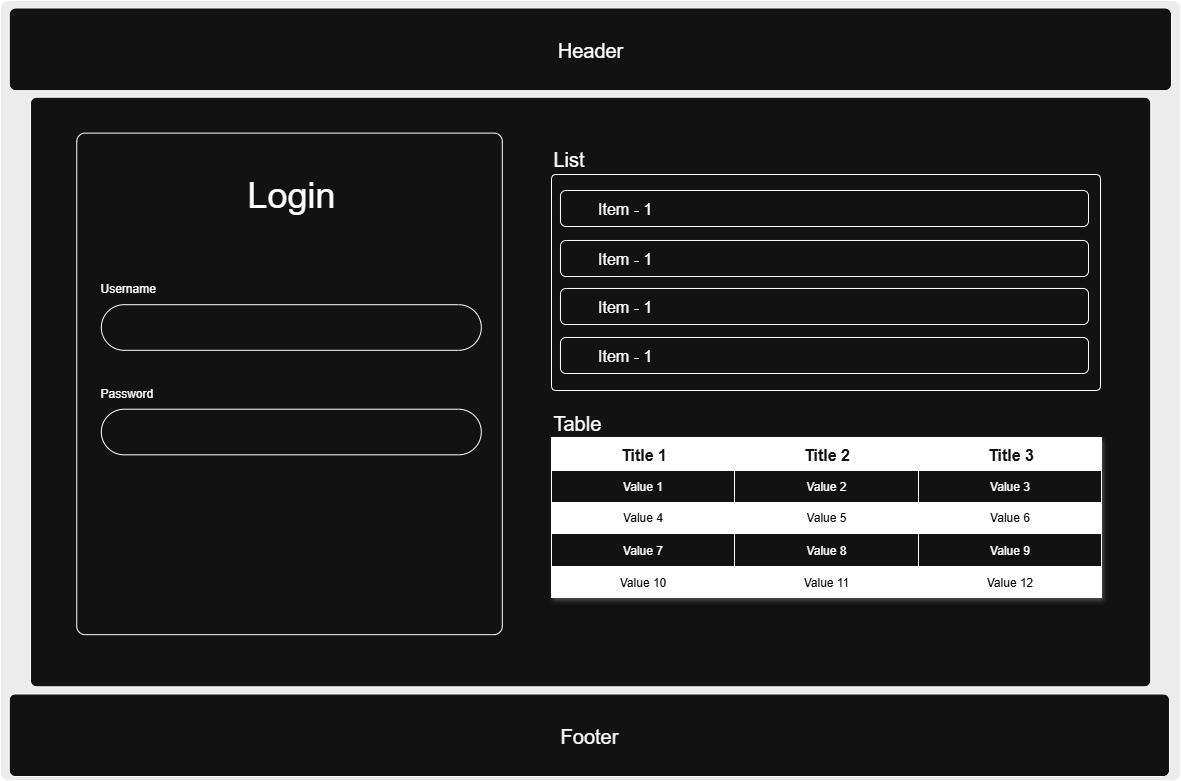 Header
Login
Username
Password
List
Item - 1
Item - 1
Item - 1
Item - 1
Table
Title 1 Title 2 Title 3
Value 1 Value 2 Value 3
Value 4 Value 5 Value 6
Value 7 Value 8 Value 9
Value 10 Value 11 Value 12
Footer